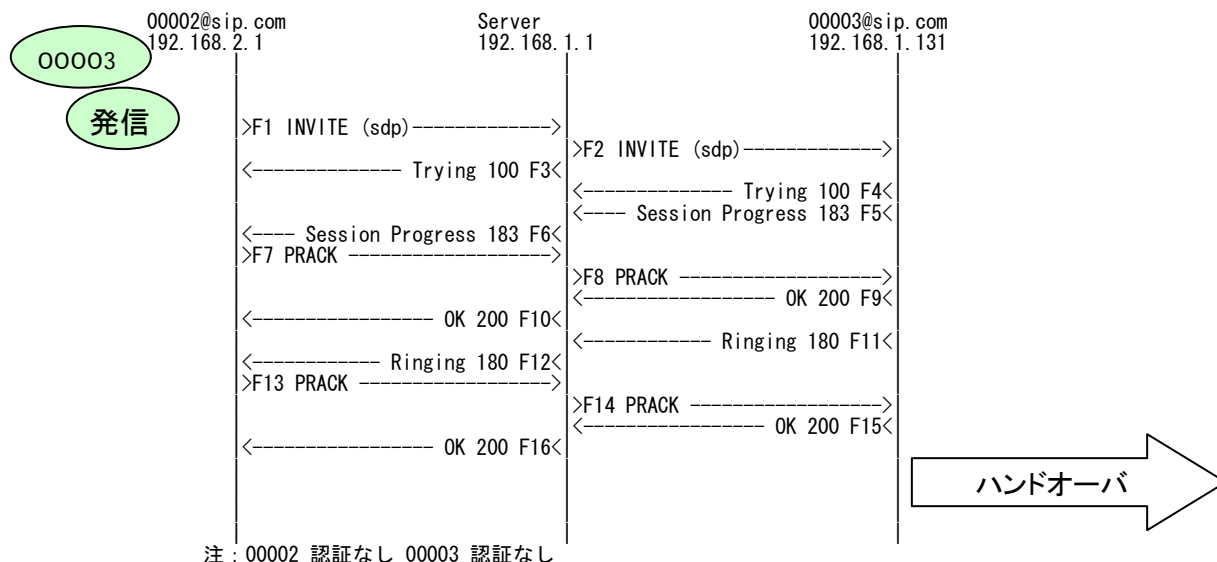 00002@sip.com Server 00003@sip.com
192.168.2.1 192.168.1.1 192.168.1.131
00003
発信
>F1 INVITE (sdp)------------->
>F2 INVITE (sdp)------------->
<-------------- Trying 100 F3<
<-------------- Trying 100 F4<
<---- Session Progress 183 F5<
<---- Session Progress 183 F6<
>F7 PRACK ------------------->
>F8 PRACK ------------------->
<------------------ OK 200 F9<
<----------------- OK 200 F10<
<------------ Ringing 180 F11<
<------------ Ringing 180 F12<
>F13 PRACK ------------------>
>F14 PRACK ------------------>
<----------------- OK 200 F15<
<----------------- OK 200 F16<
ハンドオーバ
注：00002 認証なし 00003 認証なし